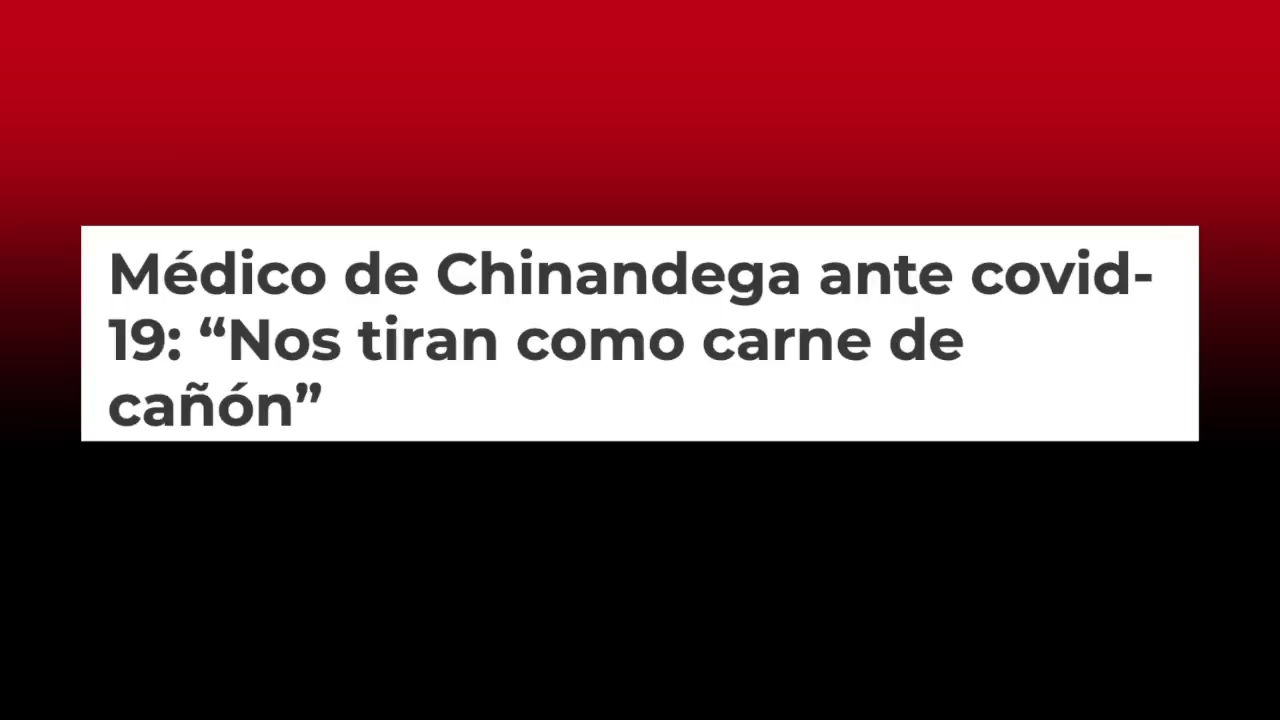 Médico de Chinandega ante covid-
19: “Nos tiran como carne de
cañón”